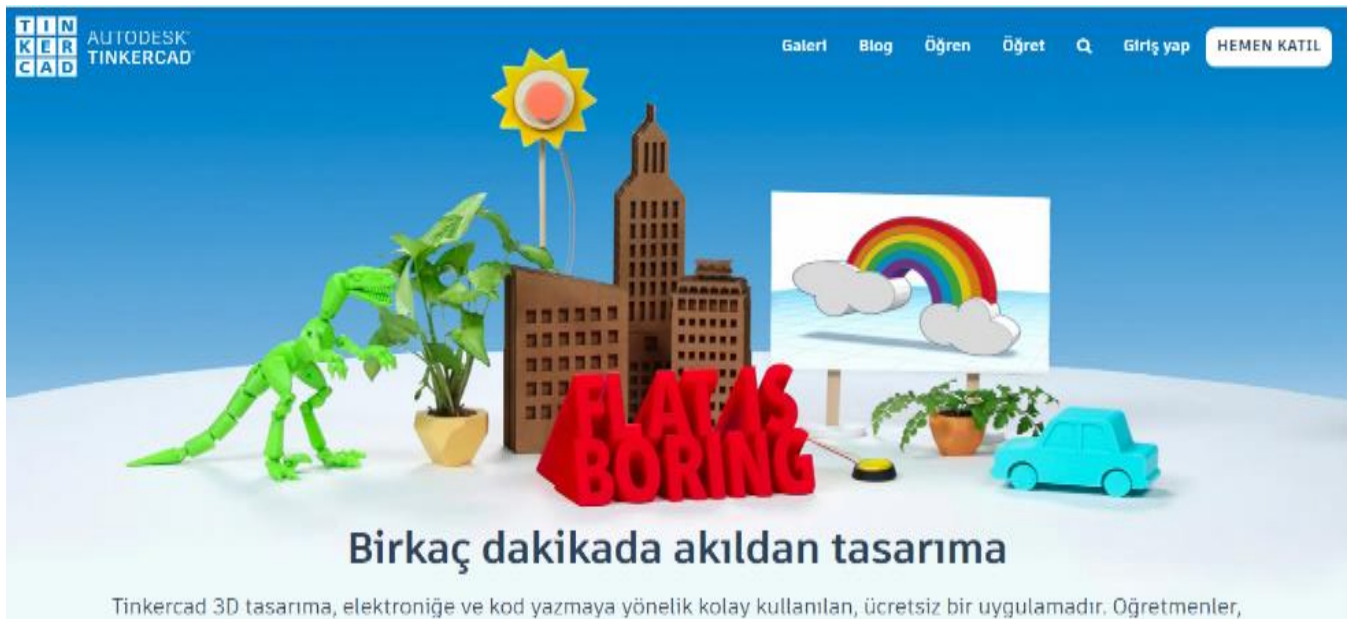 TIN
KER
CAD
AUTODESK
TINKERCAD
Galeri Blog Öğren Öğret Giriş yap HEMEN KATIL
FLAT IS
BORING
Birkaç dakikada akıldan tasarıma
Tinkercad 3D tasarıma, elektroniğe ve kod yazmaya yönelik kolay kullanılan, ücretsiz bir uygulamadır. Öğretmenler,